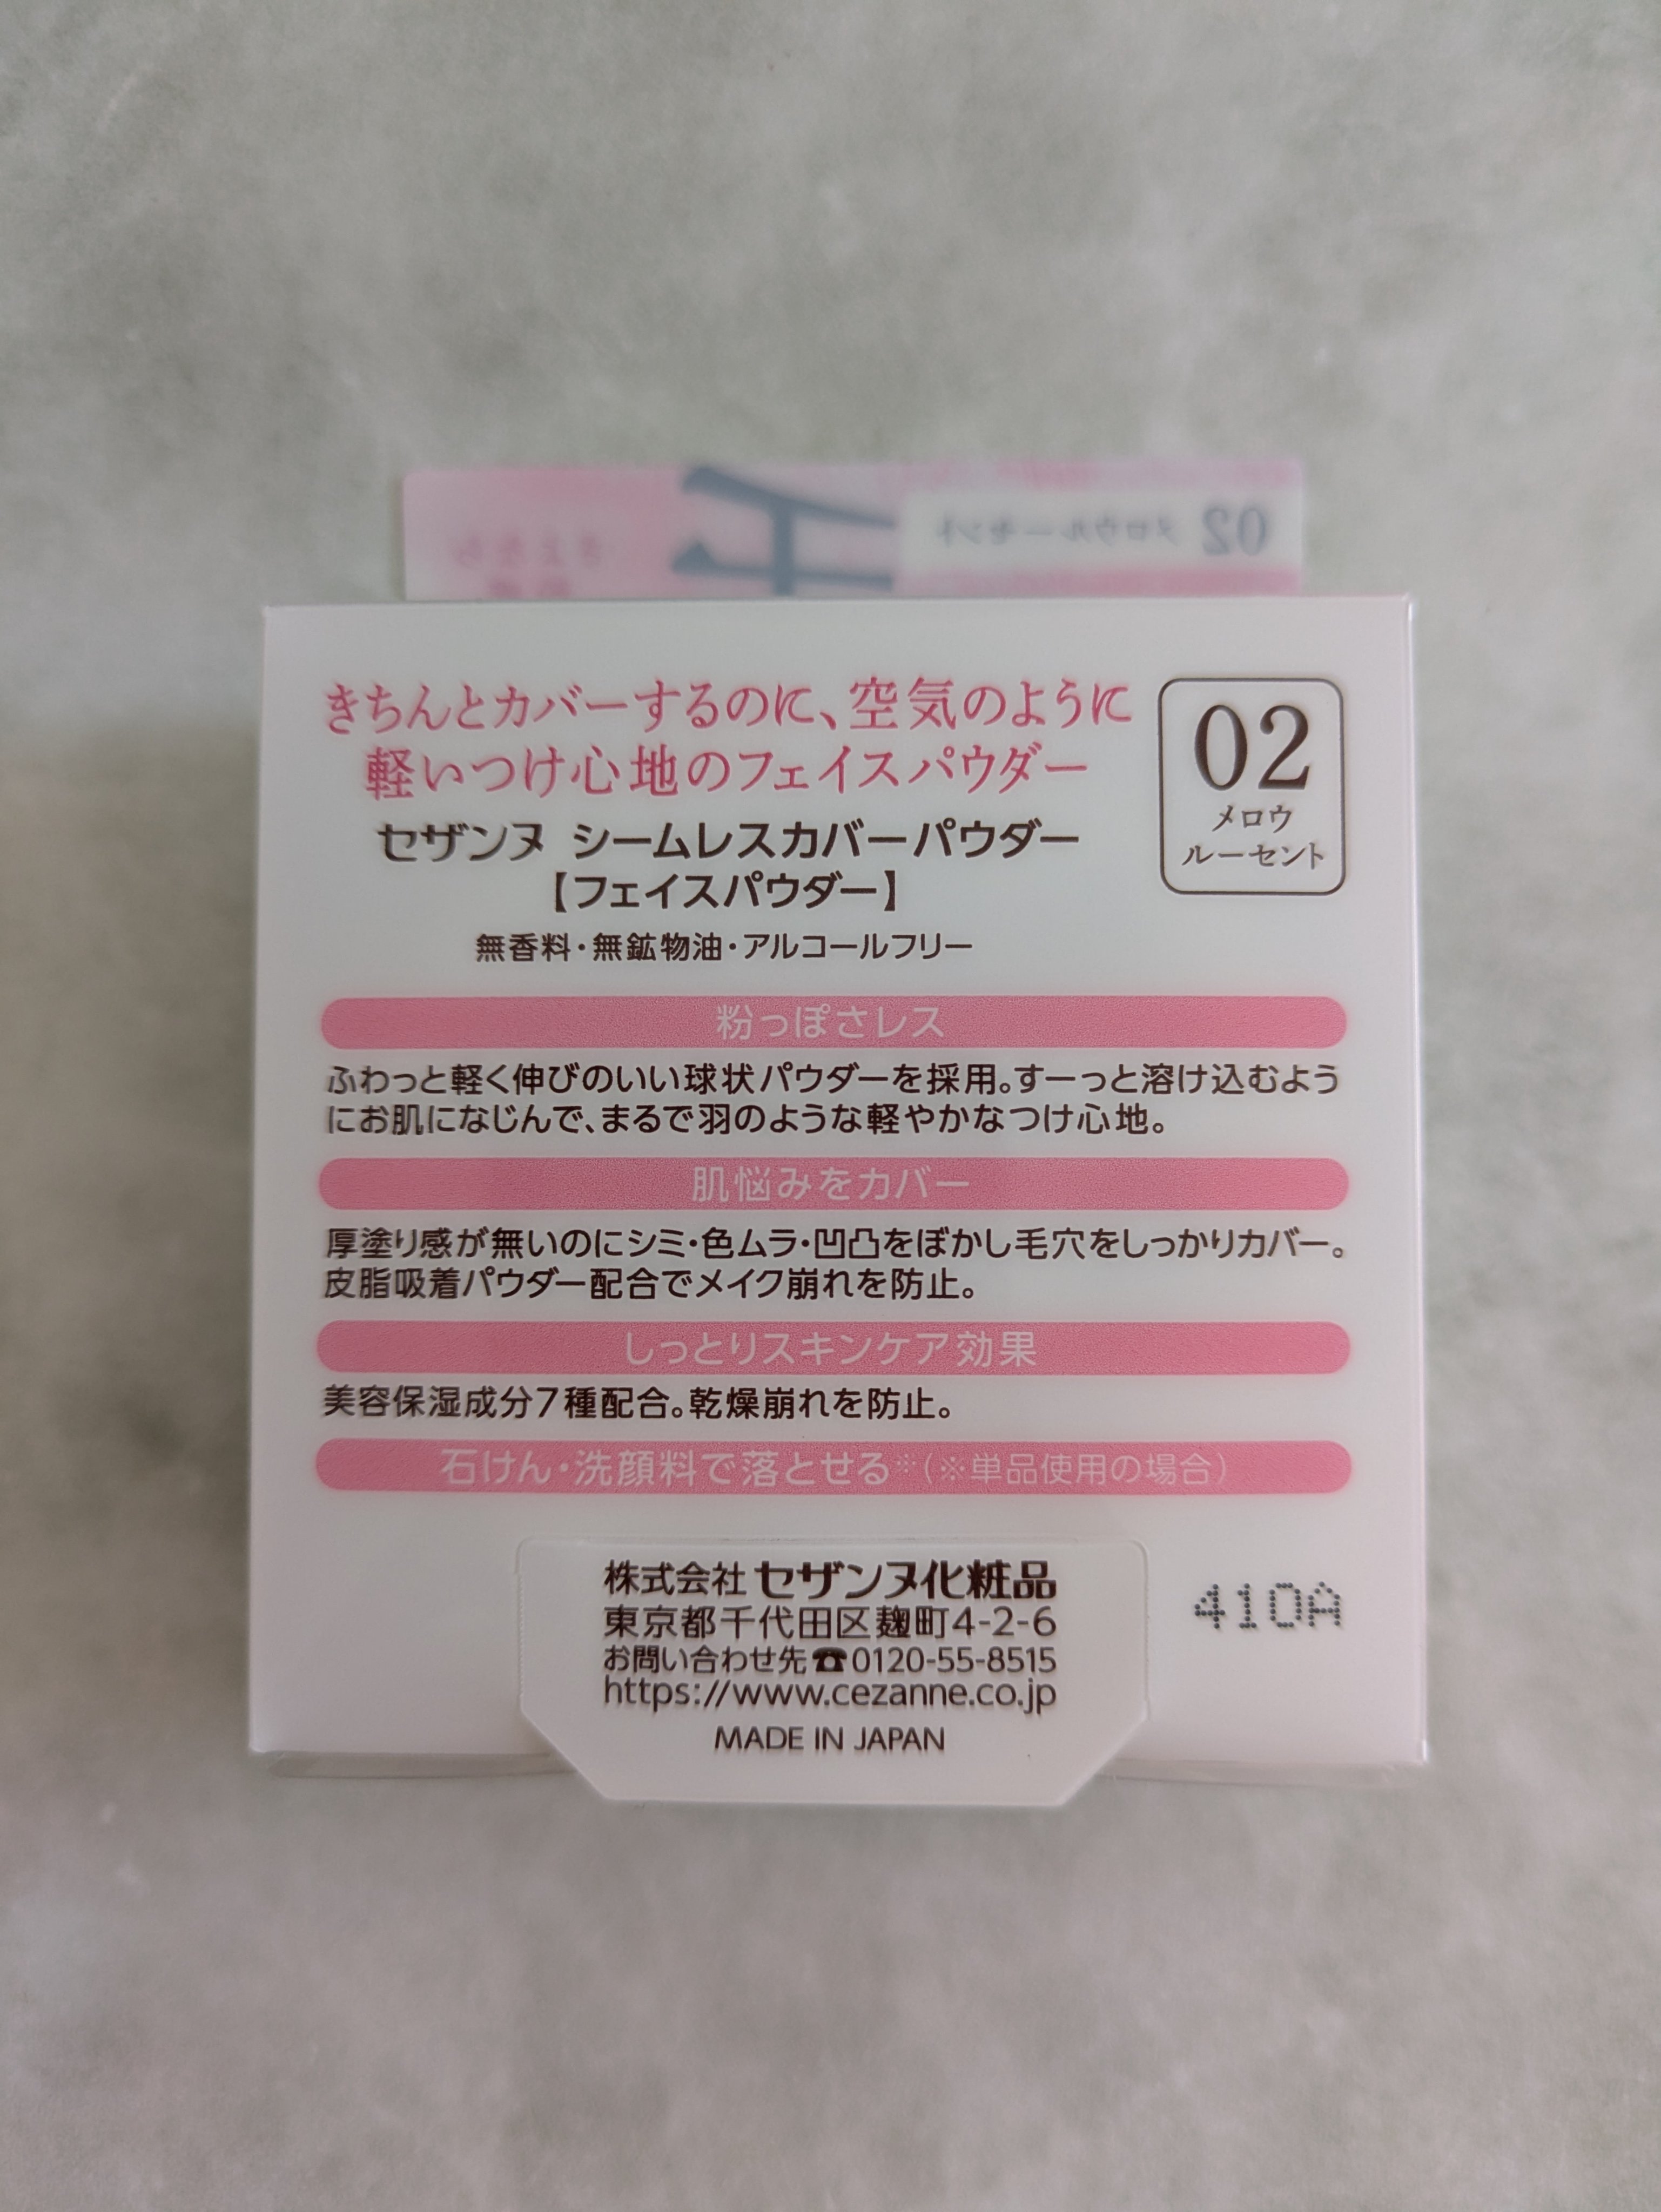 02 メロウルーセント
きちんとカバーするのに、空気のように
軽いつけ心地のフェイスパウダー
02
メロウ
ルーセント
セザンヌ シームレスカバーパウダー
【フェイスパウダー】
無香料・無鉱物油・アルコールフリー
粉っぽさレス
ふわっと軽く伸びのいい球状パウダーを採用。すーっと溶け込むよう
にお肌になじんで、まるで羽のような軽やかなつけ心地。
肌悩みをカバー
厚塗り感が無いのにシミ・色ムラ・凹凸をぼかし毛穴をしっかりカバー。
皮脂吸着パウダー配合でメイク崩れを防止。
しっとりスキンケア効果
美容保湿成分7種配合。乾燥崩れを防止。
石けん・洗顔料で落とせる※(※単品使用の場合)
株式会社 セザンヌ化粧品
東京都千代田区麹町4-2-6
お問い合わせ先☎0120-55-8515
https://www.cezanne.co.jp
MADE IN JAPAN
410A